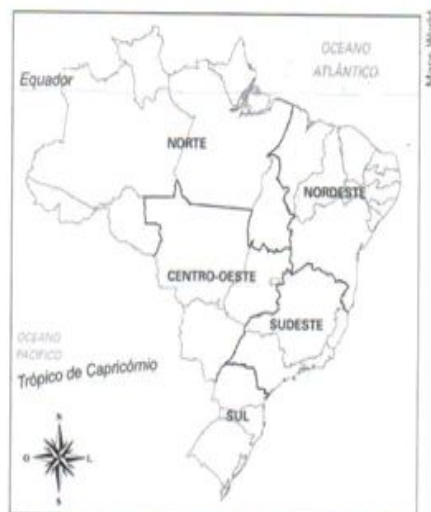 OCEANO
ATLÂNTICO
Equador
NORTE
NORDESTE
CENTRO-OESTE
SUDESTE
OCEANO
PACÍFICO
Trópico de Capricórnio
SUL
N
O
L
S